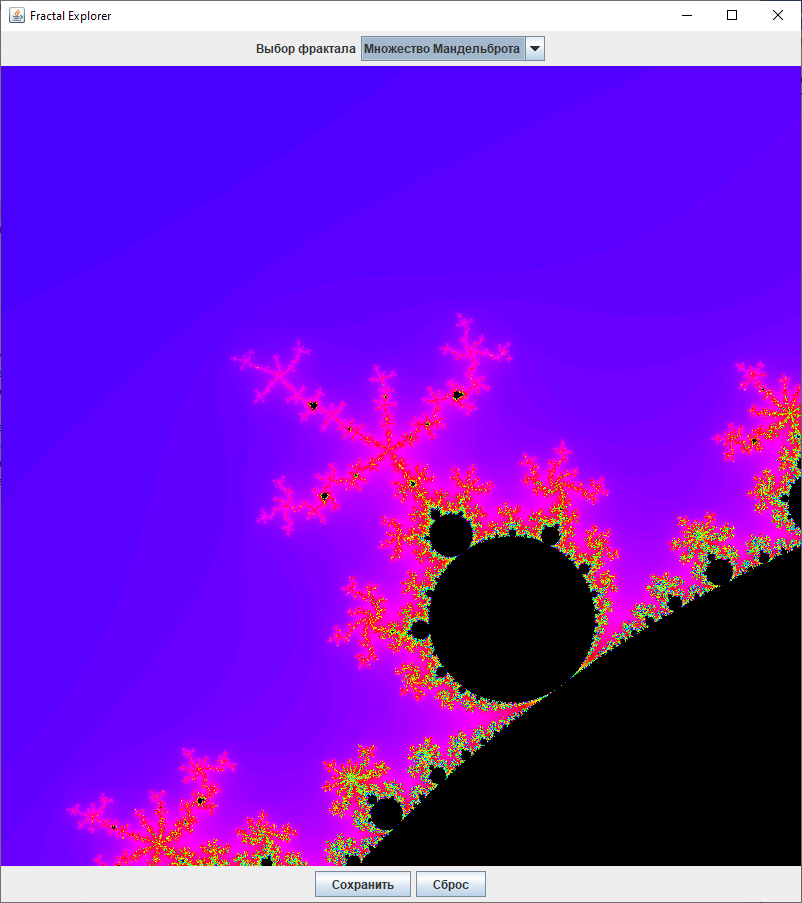 Fractal Explorer
Выбор фрактала Множество Мандельброта
Сохранить Сброс